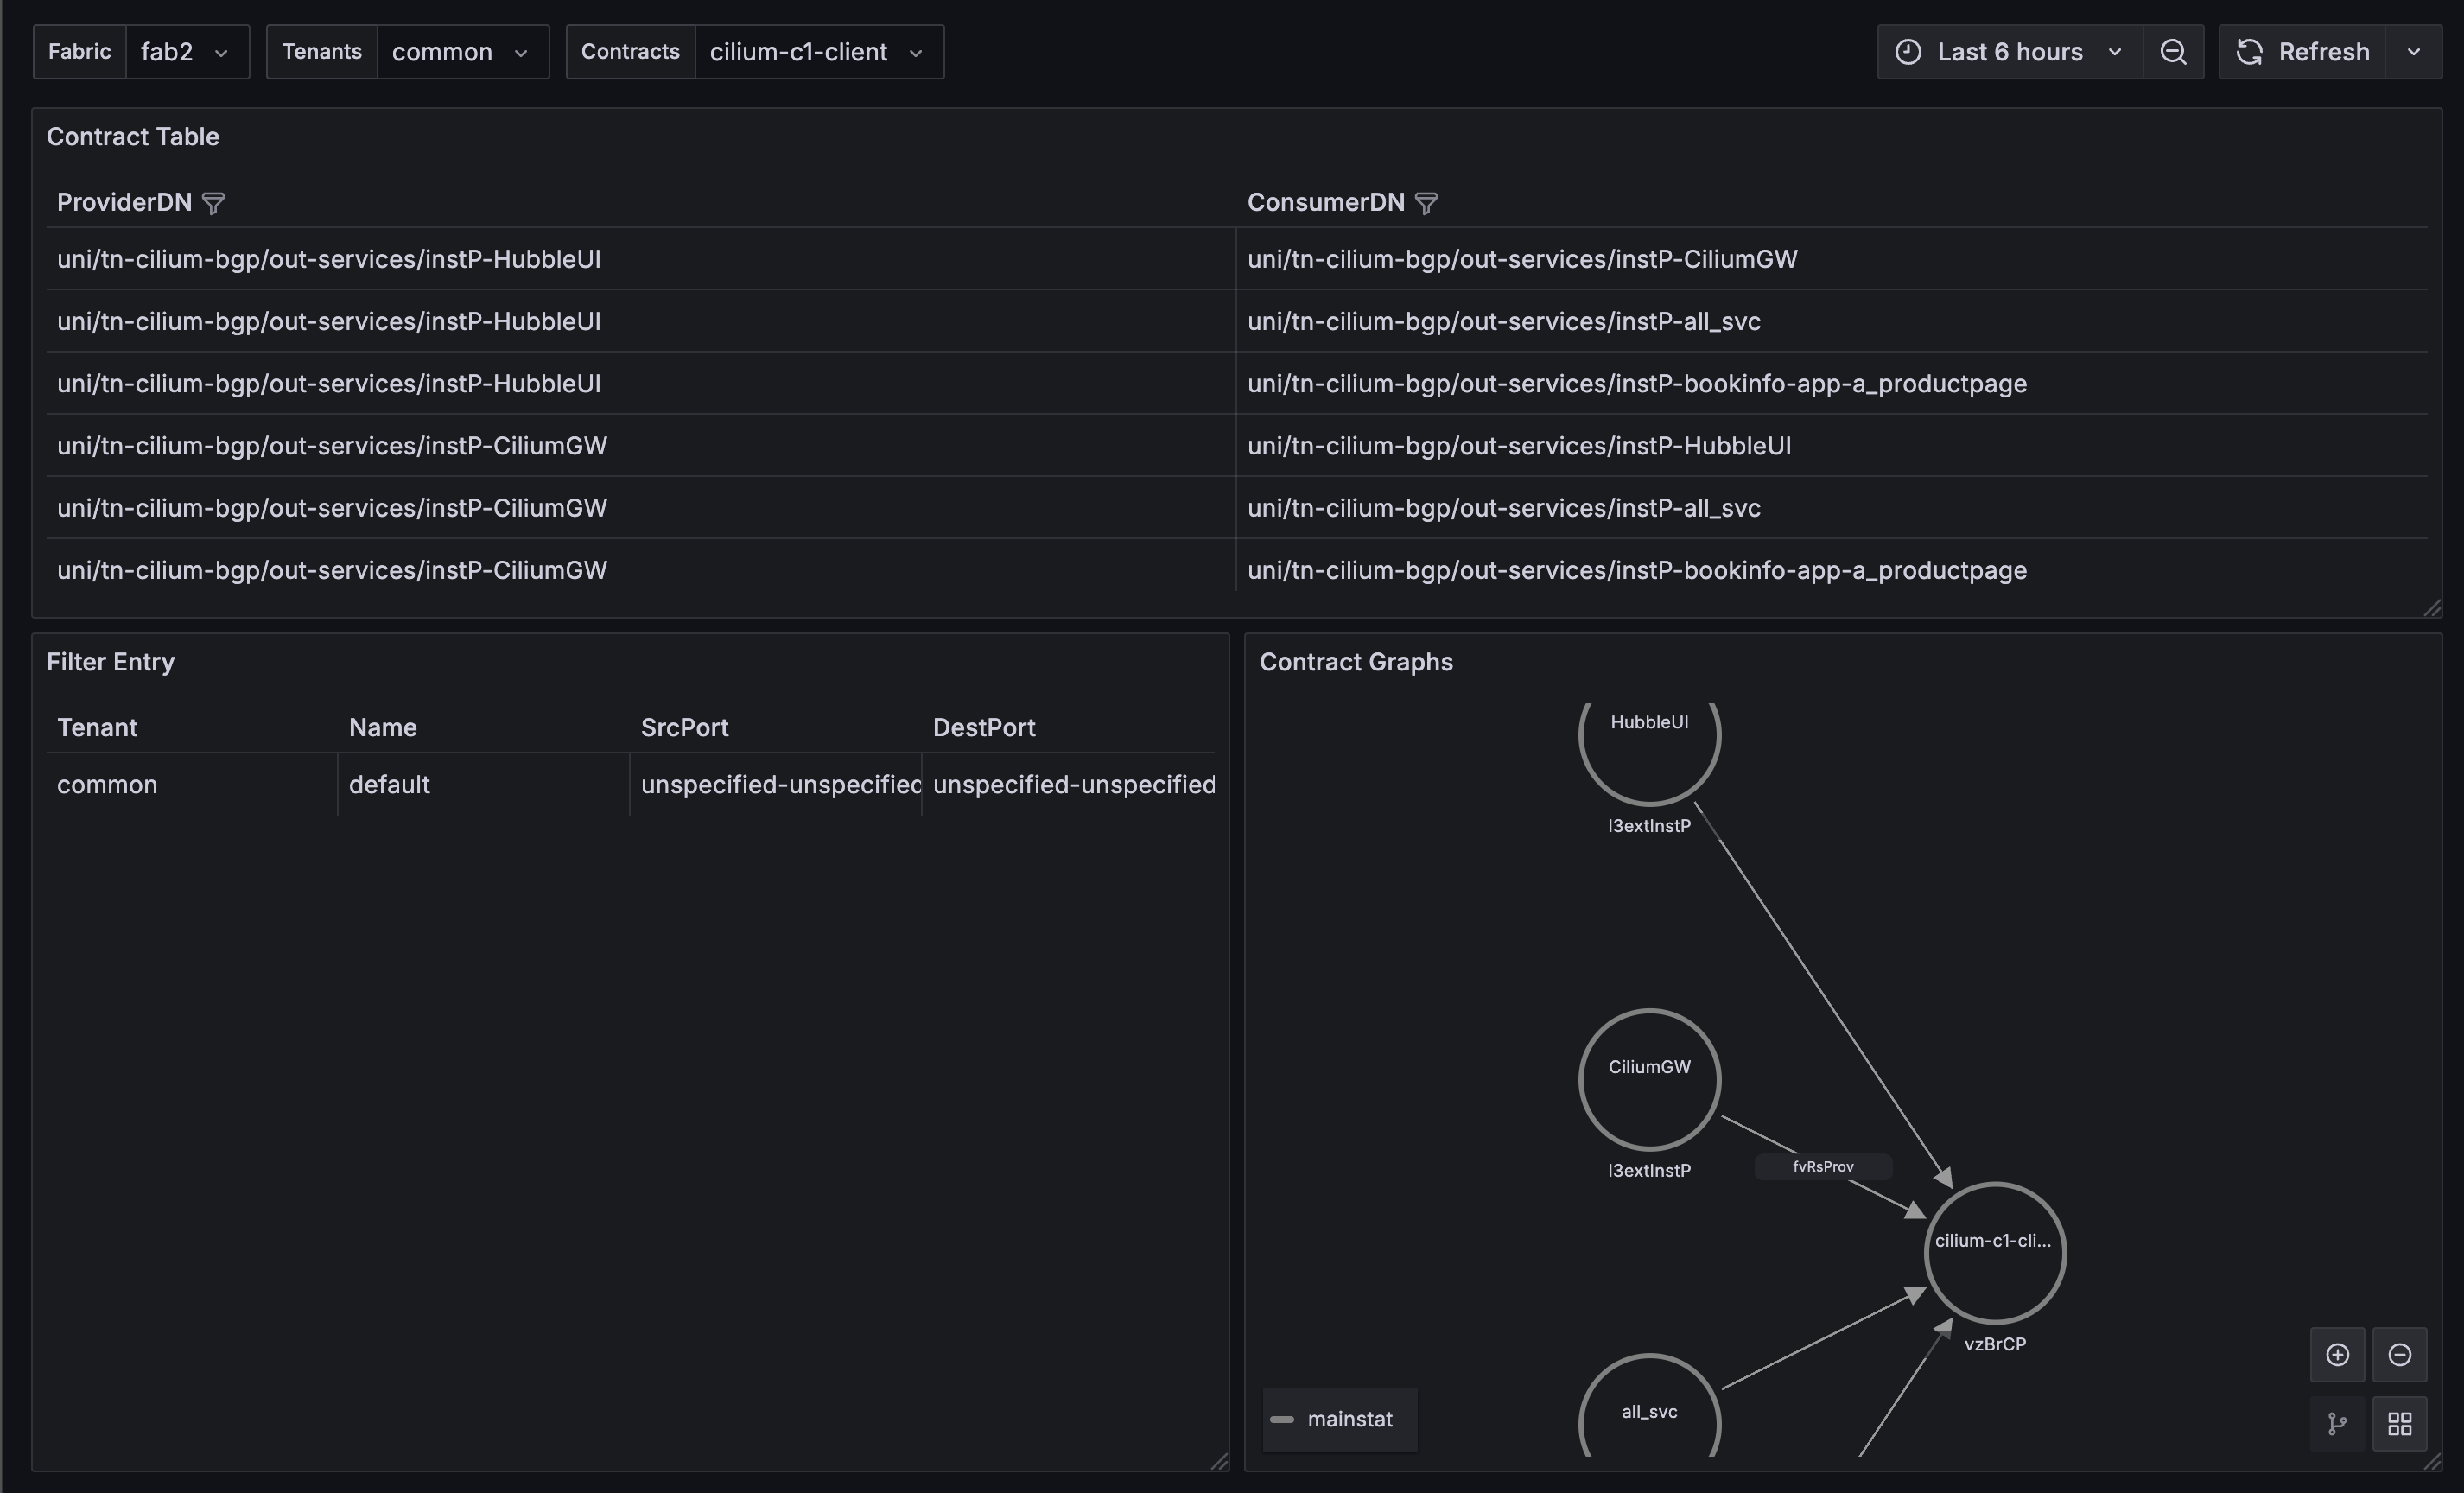 Fabric fab2 Tenants common Contracts cilium-c1-client Last 6 hours Refresh
Contract Table
ProviderDN ConsumerDN
uni/tn-cilium-bgp/out-services/instP-HubbleUI uni/tn-cilium-bgp/out-services/instP-CiliumGW
uni/tn-cilium-bgp/out-services/instP-HubbleUI uni/tn-cilium-bgp/out-services/instP-all_svc
uni/tn-cilium-bgp/out-services/instP-HubbleUI uni/tn-cilium-bgp/out-services/instP-bookinfo-app-a_productpage
uni/tn-cilium-bgp/out-services/instP-CiliumGW uni/tn-cilium-bgp/out-services/instP-HubbleUI
uni/tn-cilium-bgp/out-services/instP-CiliumGW uni/tn-cilium-bgp/out-services/instP-all_svc
uni/tn-cilium-bgp/out-services/instP-CiliumGW uni/tn-cilium-bgp/out-services/instP-bookinfo-app-a_productpage
Filter Entry
Tenant Name SrcPort DestPort
common default unspecified-unspecified unspecified-unspecified
Contract Graphs
HubbleUI
l3extInstP
CiliumGW
l3extInstP
fvRsProv
cilium-c1-cli...
vzBrCP
all_svc
mainstat